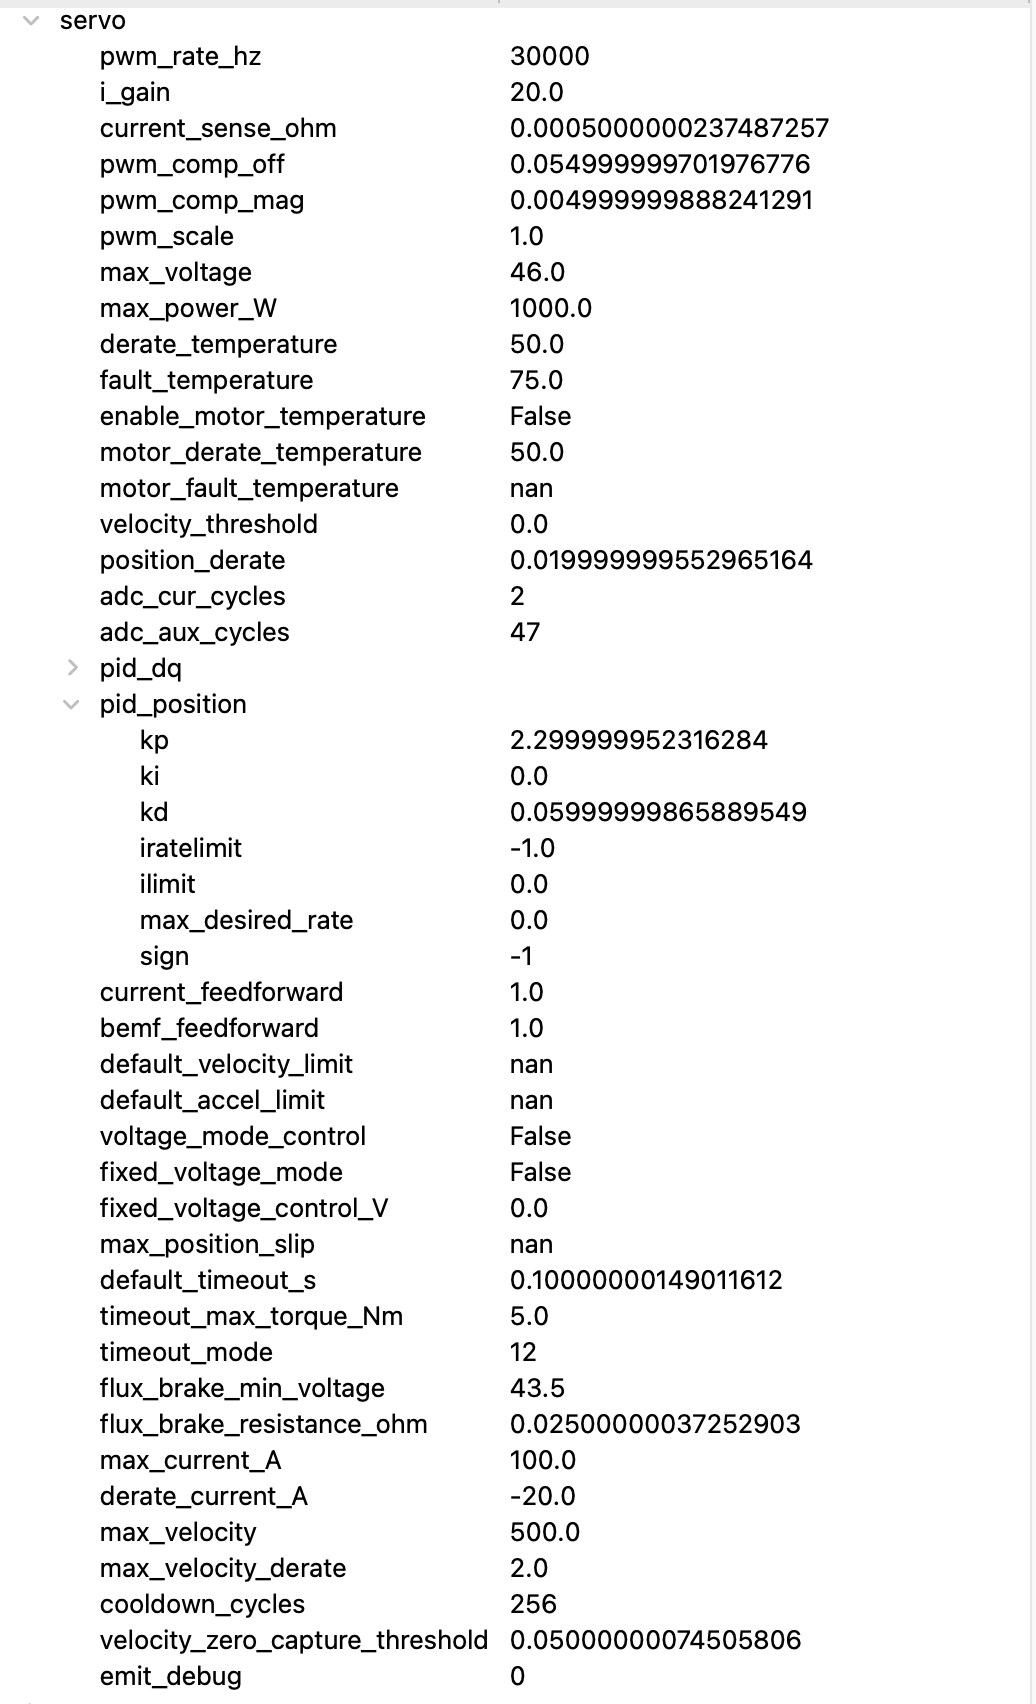 servo
pwm_rate_hz 30000
i_gain 20.0
current_sense_ohm 0.0005000000237487257
pwm_comp_off 0.054999999701976776
pwm_comp_mag 0.004999999888241291
pwm_scale 1.0
max_voltage 46.0
max_power_W 1000.0
derate_temperature 50.0
fault_temperature 75.0
enable_motor_temperature False
motor_derate_temperature 50.0
motor_fault_temperature nan
velocity_threshold 0.0
position_derate 0.019999999552965164
adc_cur_cycles 2
adc_aux_cycles 47
pid_dq
pid_position
kp 2.299999952316284
ki 0.0
kd 0.05999999865889549
iratelimit -1.0
ilimit 0.0
max_desired_rate 0.0
sign -1
current_feedforward 1.0
bemf_feedforward 1.0
default_velocity_limit nan
default_accel_limit nan
voltage_mode_control False
fixed_voltage_mode False
fixed_voltage_control_V 0.0
max_position_slip nan
default_timeout_s 0.10000000149011612
timeout_max_torque_Nm 5.0
timeout_mode 12
flux_brake_min_voltage 43.5
flux_brake_resistance_ohm 0.02500000037252903
max_current_A 100.0
derate_current_A -20.0
max_velocity 500.0
max_velocity_derate 2.0
cooldown_cycles 256
velocity_zero_capture_threshold 0.05000000074505806
emit_debug 0